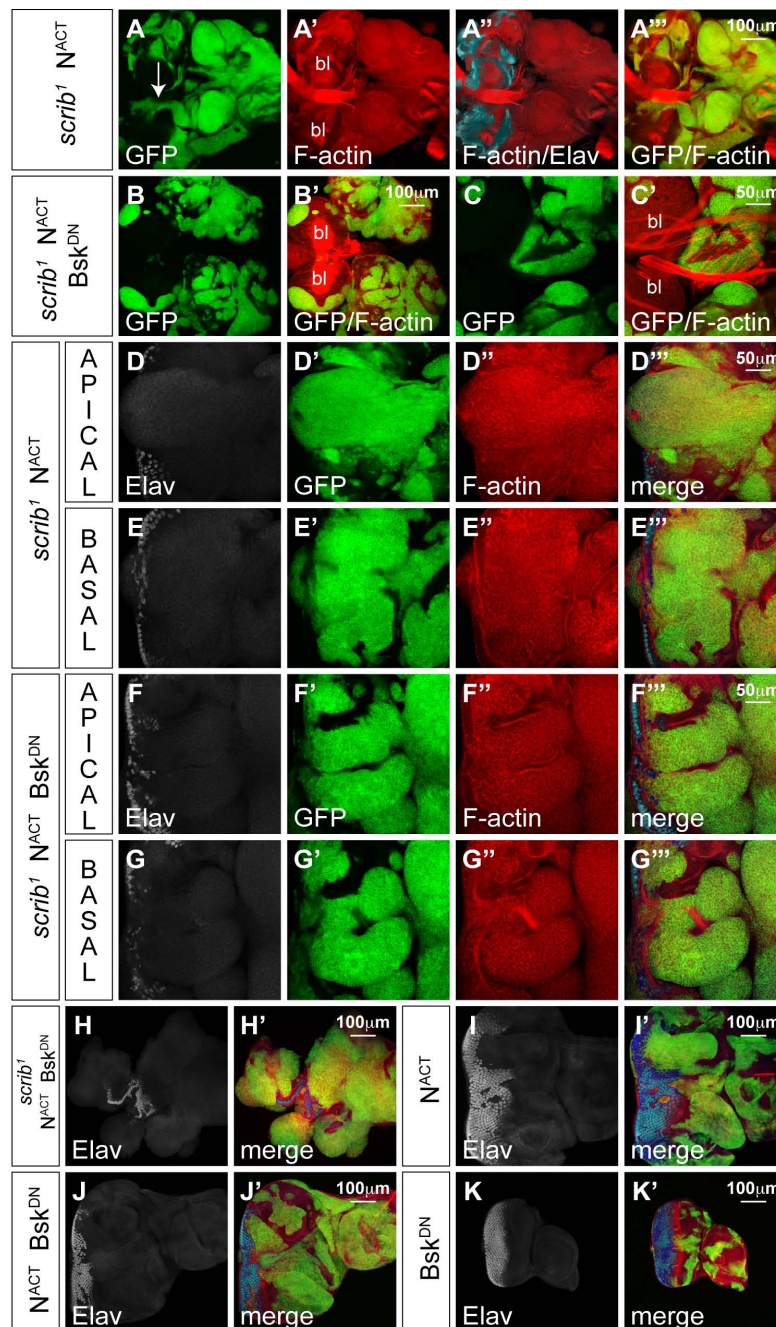 scrib¹ Nᴬᶜᵀ
A A' A'' A''' 100μm
bl
bl
GFP F-actin F-actin/Elav GFP/F-actin
scrib¹ Nᴬᶜᵀ
Bskᴰᴺ
B B' 100μm C C' 50μm
bl
bl
bl
bl
GFP GFP/F-actin GFP GFP/F-actin
scrib¹ Nᴬᶜᵀ
APICAL
D D' D'' D''' 50μm
Elav GFP F-actin merge
BASAL
E E' E'' E'''
scrib¹ Nᴬᶜᵀ Bskᴰᴺ
APICAL
F F' F'' F''' 50μm
Elav GFP F-actin merge
BASAL
G G' G'' G'''
scrib¹
Nᴬᶜᵀ Bskᴰᴺ
H H' 100μm
Elav merge
Nᴬᶜᵀ
I I' 100μm
Elav merge
Nᴬᶜᵀ Bskᴰᴺ
J J' 100μm
Elav merge
Bskᴰᴺ
K K' 100μm
Elav merge